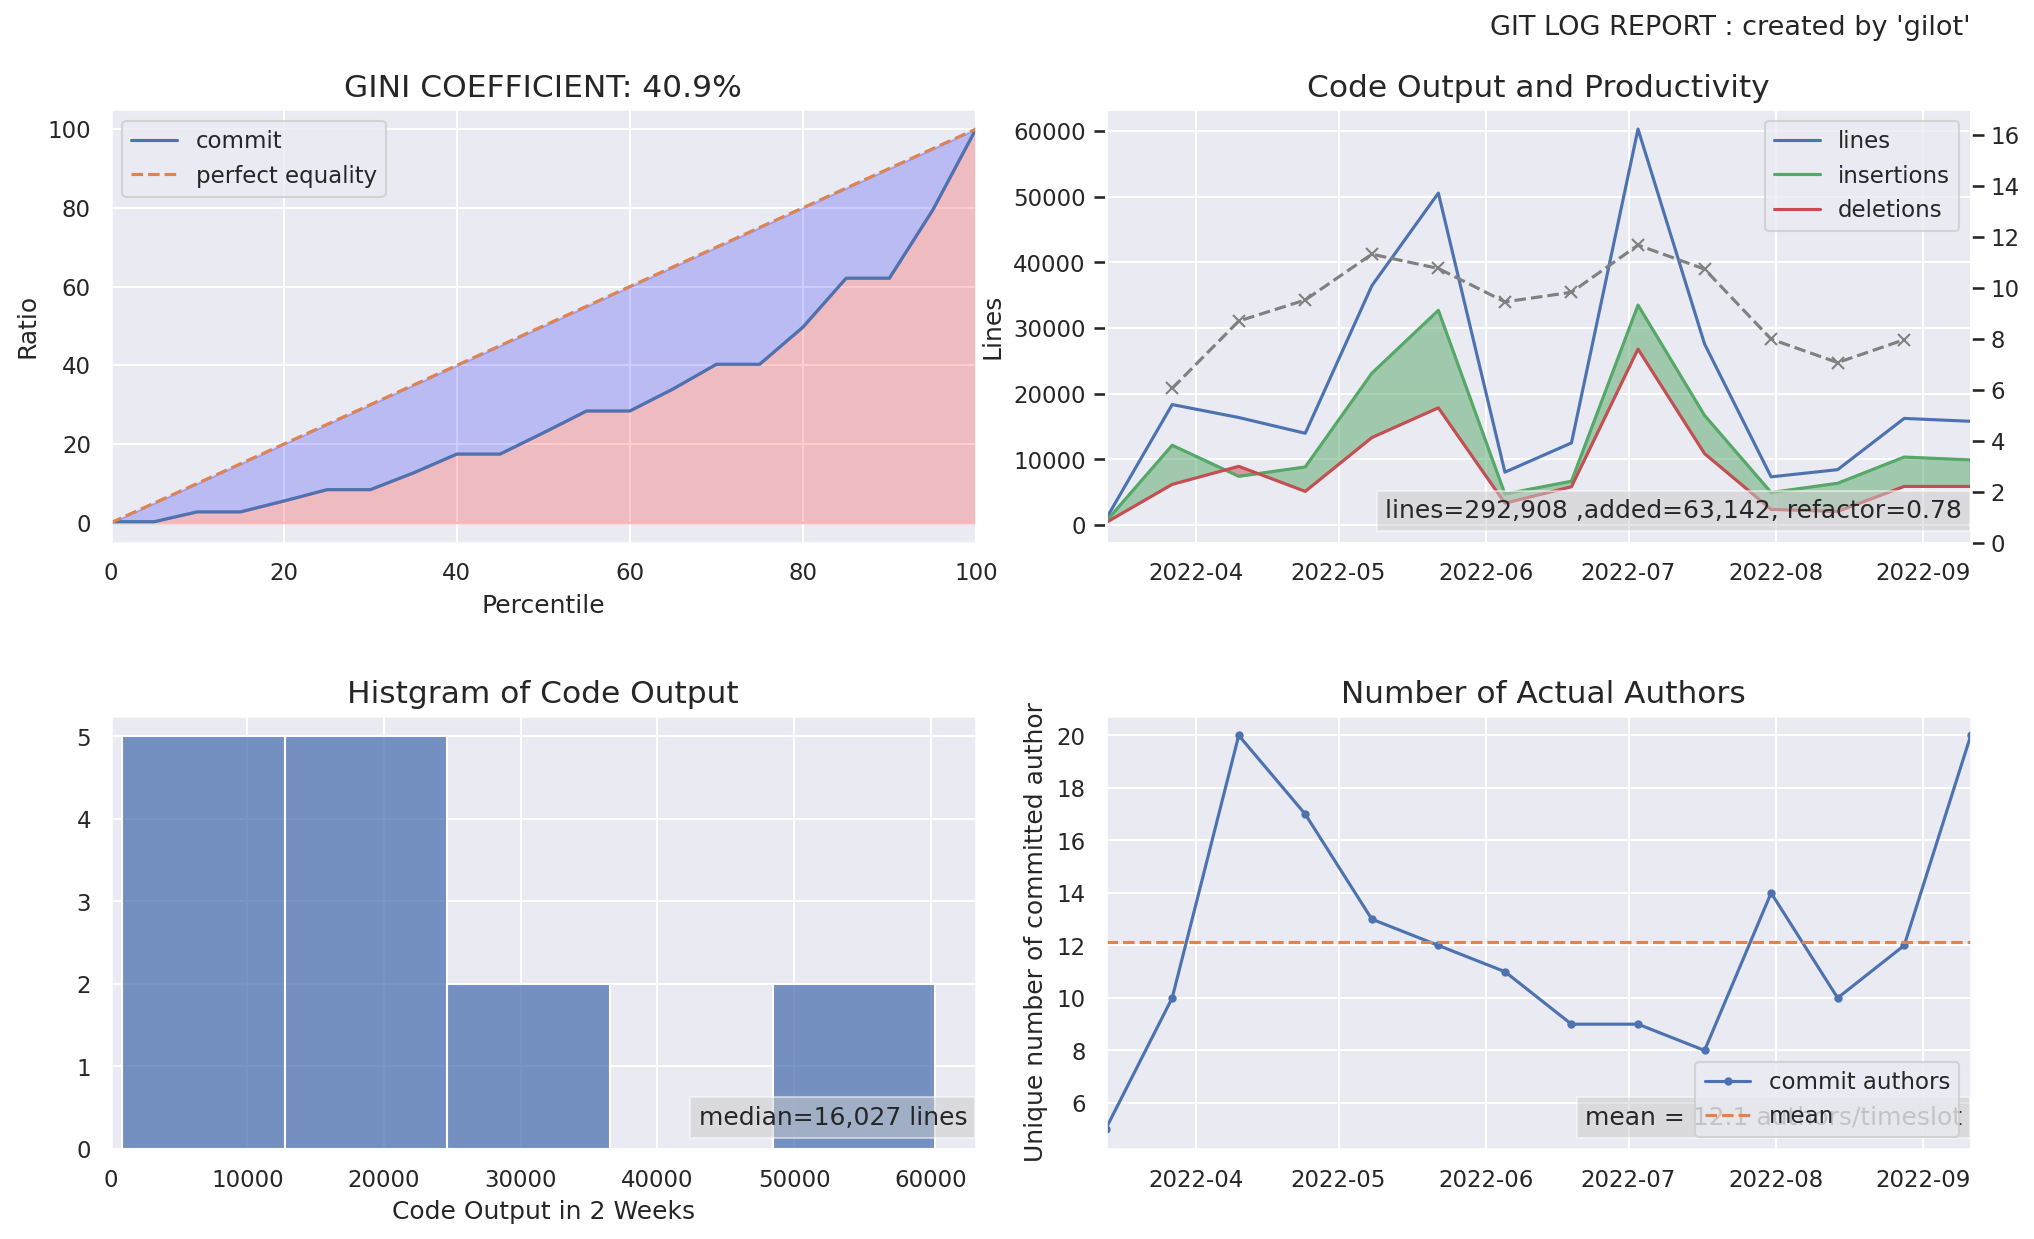 GIT LOG REPORT : created by 'gilot'
GINI COEFFICIENT: 40.9%
Ratio
100
80
60
40
20
0
commit
perfect equality
0 20 40 60 80 100
Percentile
Code Output and Productivity
Lines
60000
50000
40000
30000
20000
10000
0
lines
insertions
deletions
16
14
12
10
8
6
4
2
0
lines=292,908 ,added=63,142, refactor=0.78
2022-04 2022-05 2022-06 2022-07 2022-08 2022-09
Histgram of Code Output
5
4
3
2
1
0
median=16,027 lines
0 10000 20000 30000 40000 50000 60000
Code Output in 2 Weeks
Number of Actual Authors
Unique number of committed author
20
18
16
14
12
10
8
6
commit authors
mean
mean = 12.1 authors/timeslot
2022-04 2022-05 2022-06 2022-07 2022-08 2022-09